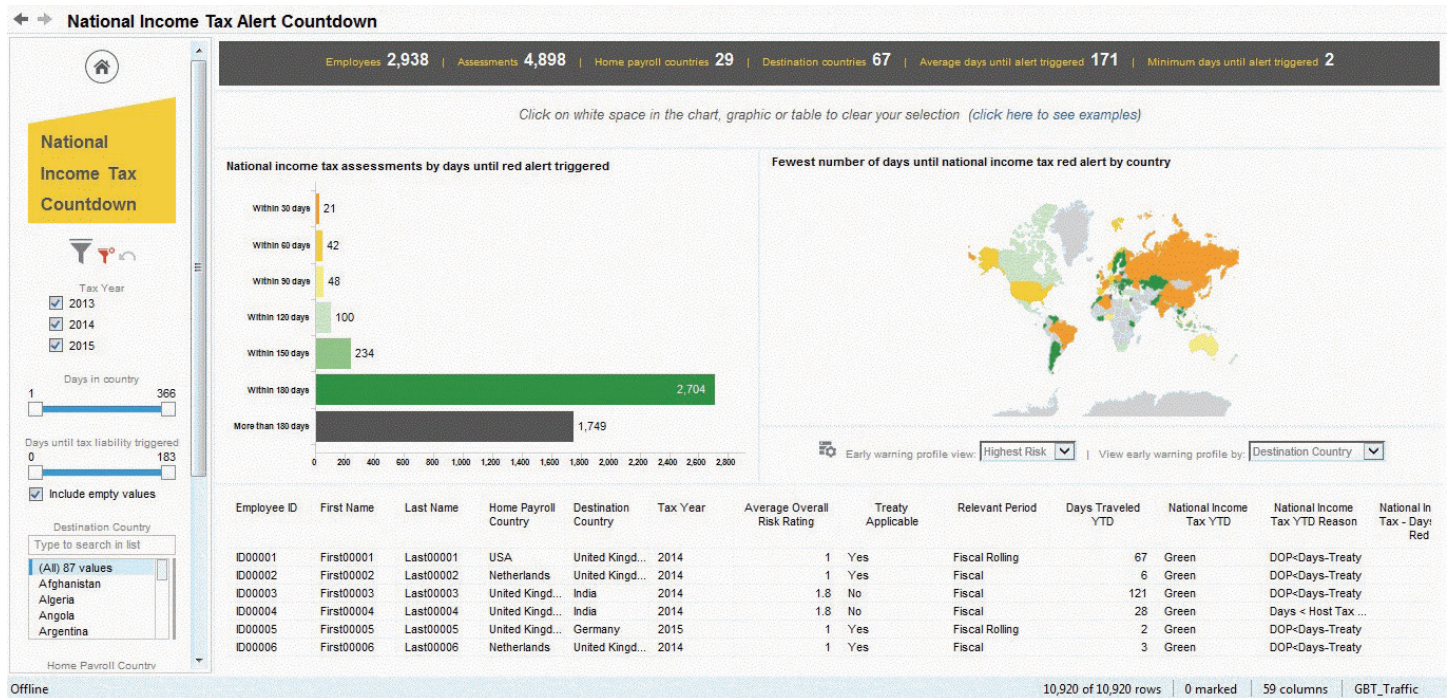 National Income Tax Alert Countdown
Employees 2,938 | Assessments 4,898 | Home payroll countries 29 | Destination countries 67 | Average days until alert triggered 171 | Minimum days until alert triggered 2
Click on white space in the chart, graphic or table to clear your selection (click here to see examples)
National
Income Tax
Countdown
Tax Year
2013
2014
2015
Days in country
1 366
Days until tax liability triggered
0 183
Include empty values
Destination Country
Type to search in list
(All) 87 values
Afghanistan
Algeria
Angola
Argentina
Home Payroll Country
National income tax assessments by days until red alert triggered
Within 30 days 21
Within 60 days 42
Within 90 days 48
Within 120 days 100
Within 150 days 234
Within 180 days 2,704
More than 180 days 1,749
0 200 400 600 800 1,000 1,200 1,400 1,600 2,000 2,200 2,400 2,600 2,800
Fewest number of days until national income tax red alert by country
Early warning profile view: Highest Risk | View early warning profile by: Destination Country
Employee ID First Name Last Name Home Payroll Country Destination Country Tax Year Average Overall Risk Rating Treaty Applicable Relevant Period Days Traveled YTD National Income Tax YTD National Income Tax YTD Reason National In Tax - Days Red
ID00001 First00001 Last00001 USA United Kingd... 2014 1 Yes Fiscal Rolling 67 Green DOP<Days-Treaty
ID00002 First00002 Last00002 Netherlands United Kingd... 2014 1 Yes Fiscal 6 Green DOP<Days-Treaty
ID00003 First00003 Last00003 United Kingd... India 2014 1.8 No Fiscal 121 Green DOP<Days-Treaty
ID00004 First00004 Last00004 United Kingd... India 2014 1.8 No Fiscal 28 Green Days < Host Tax ...
ID00005 First00005 Last00005 United Kingd... Germany 2015 1 Yes Fiscal Rolling 2 Green DOP<Days-Treaty
ID00006 First00006 Last00006 Netherlands United Kingd... 2014 1 Yes Fiscal 3 Green DOP<Days-Treaty
Offline 10,920 of 10,920 rows 0 marked 59 columns GBT_Traffic